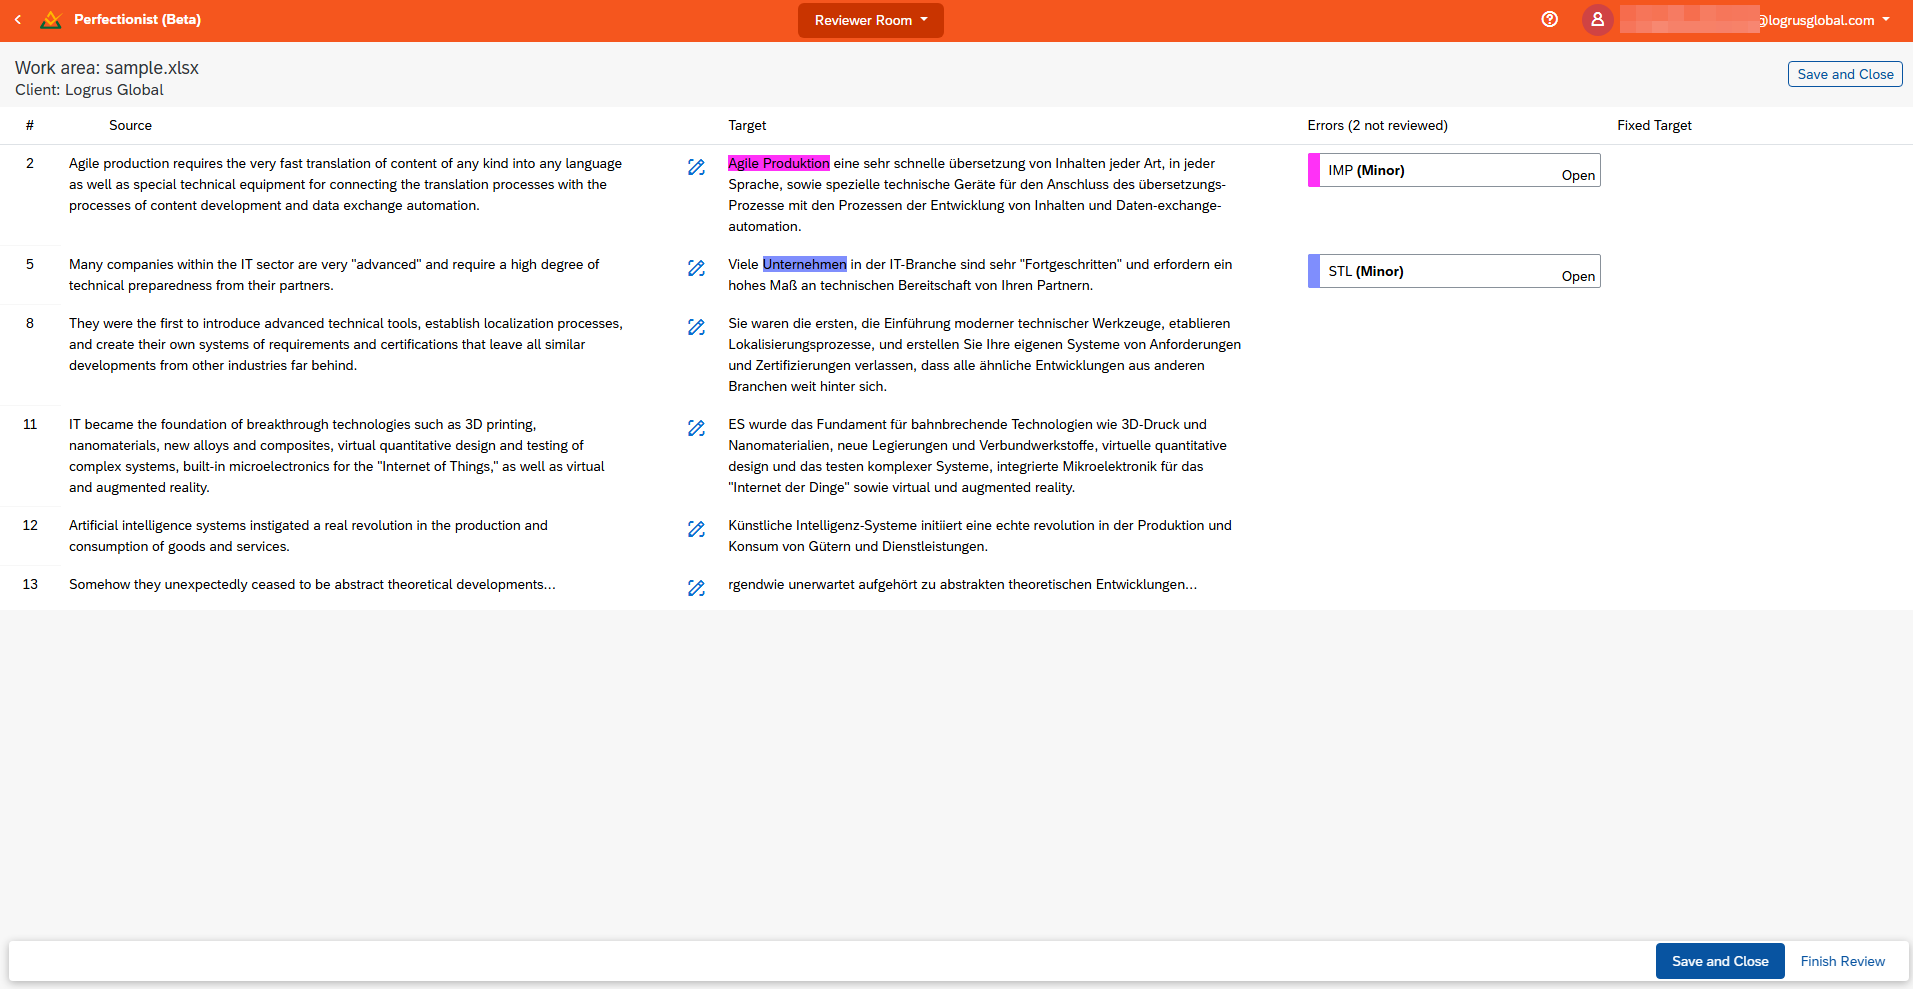 Perfectionist (Beta)
Reviewer Room
@logrusglobal.com
Work area: sample.xlsx
Client: Logrus Global
Save and Close
# Source Target Errors (2 not reviewed) Fixed Target
2
Agile production requires the very fast translation of content of any kind into any language
as well as special technical equipment for connecting the translation processes with the
processes of content development and data exchange automation.
Agile Produktion eine sehr schnelle übersetzung von Inhalten jeder Art, in jeder
Sprache, sowie spezielle technische Geräte für den Anschluss des übersetzungs-
Prozesse mit den Prozessen der Entwicklung von Inhalten und Daten-exchange-
automation.
IMP (Minor)
Open
5
Many companies within the IT sector are very "advanced" and require a high degree of
technical preparedness from their partners.
Viele Unternehmen in der IT-Branche sind sehr "Fortgeschritten" und erfordern ein
hohes Maß an technischen Bereitschaft von Ihren Partnern.
STL (Minor)
Open
8
They were the first to introduce advanced technical tools, establish localization processes,
and create their own systems of requirements and certifications that leave all similar
developments from other industries far behind.
Sie waren die ersten, die Einführung moderner technischer Werkzeuge, etablieren
Lokalisierungsprozesse, und erstellen Sie Ihre eigenen Systeme von Anforderungen
und Zertifizierungen verlassen, dass alle ähnliche Entwicklungen aus anderen
Branchen weit hinter sich.
11
IT became the foundation of breakthrough technologies such as 3D printing,
nanomaterials, new alloys and composites, virtual quantitative design and testing of
complex systems, built-in microelectronics for the "Internet of Things," as well as virtual
and augmented reality.
ES wurde das Fundament für bahnbrechende Technologien wie 3D-Druck und
Nanomaterialien, neue Legierungen und Verbundwerkstoffe, virtuelle quantitative
design und das testen komplexer Systeme, integrierte Mikroelektronik für das
"Internet der Dinge" sowie virtual und augmented reality.
12
Artificial intelligence systems instigated a real revolution in the production and
consumption of goods and services.
Künstliche Intelligenz-Systeme initiiert eine echte revolution in der Produktion und
Konsum von Gütern und Dienstleistungen.
13
Somehow they unexpectedly ceased to be abstract theoretical developments...
rgendwie unerwartet aufgehört zu abstrakten theoretischen Entwicklungen...
Save and Close
Finish Review